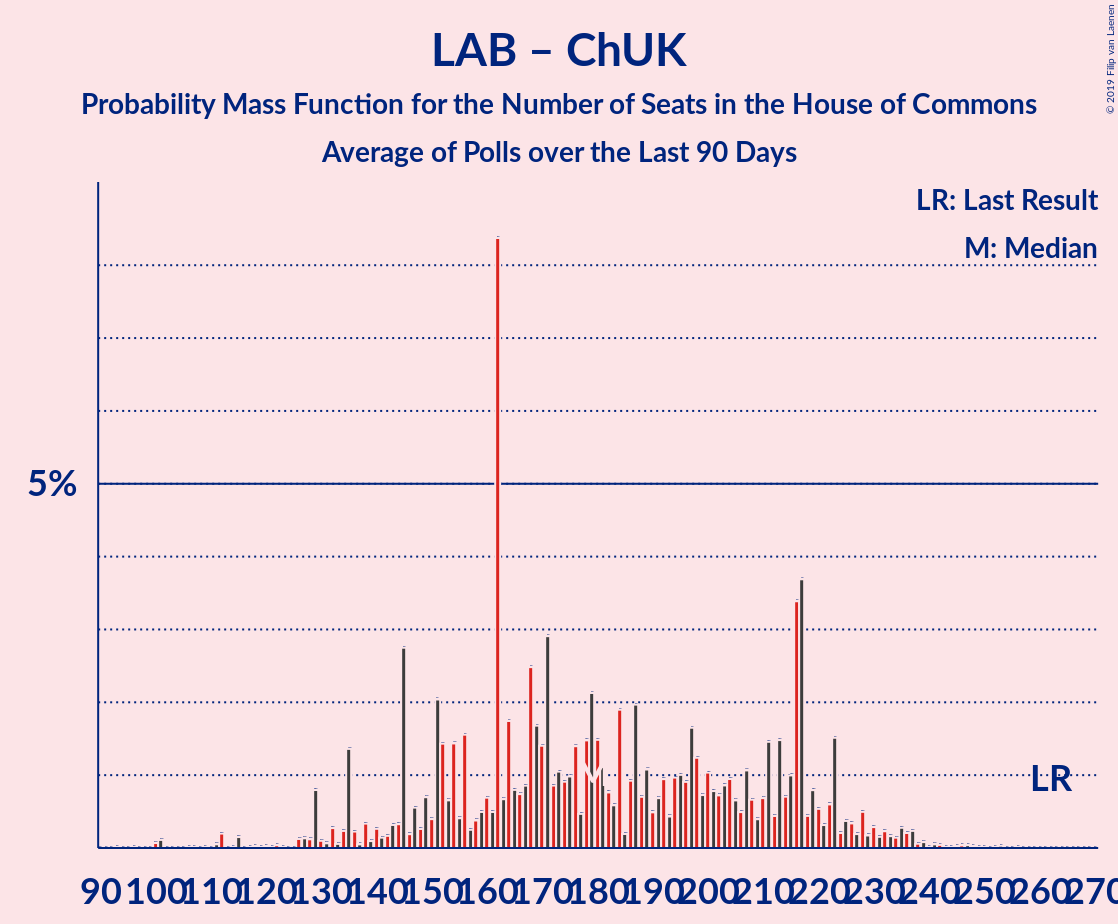 LAB – ChUK
Probability Mass Function for the Number of Seats in the House of Commons
Average of Polls over the Last 90 Days
© 2019 Filip van Laenen
LR: Last Result
M: Median
5%
M
LR
90 100 110 120 130 140 150 160 170 180 190 200 210 220 230 240 250 260 270